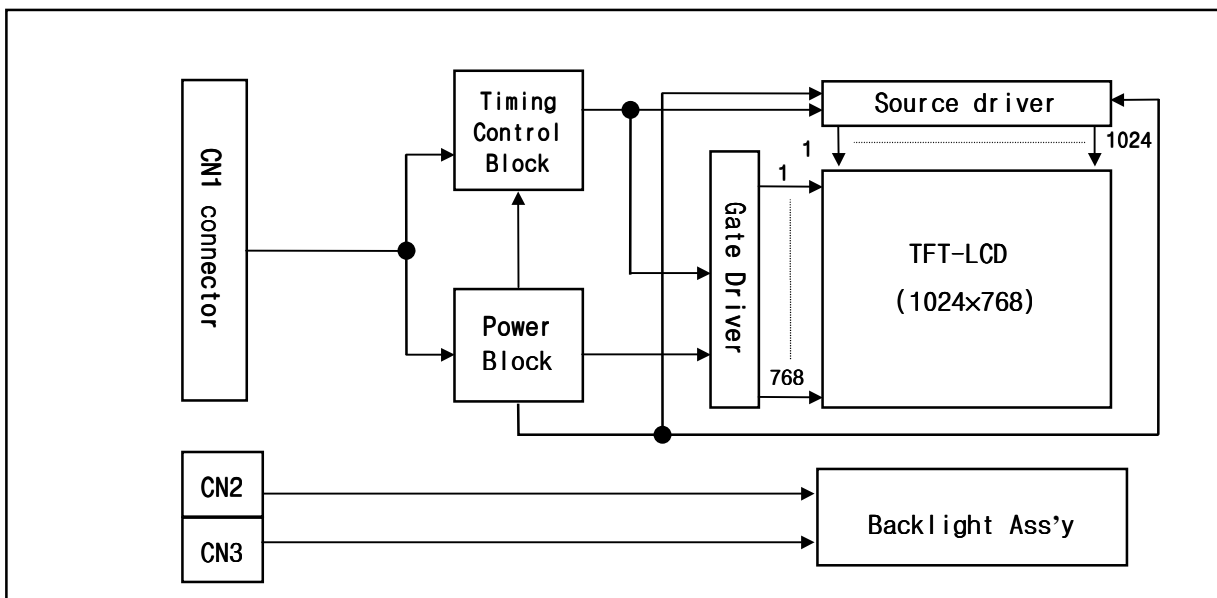 CN1 connector
Timing
Control
Block
Power
Block
Source driver
1
1024
1
Gate Driver
768
TFT-LCD
(1024×768)
CN2
CN3
Backlight Ass’y